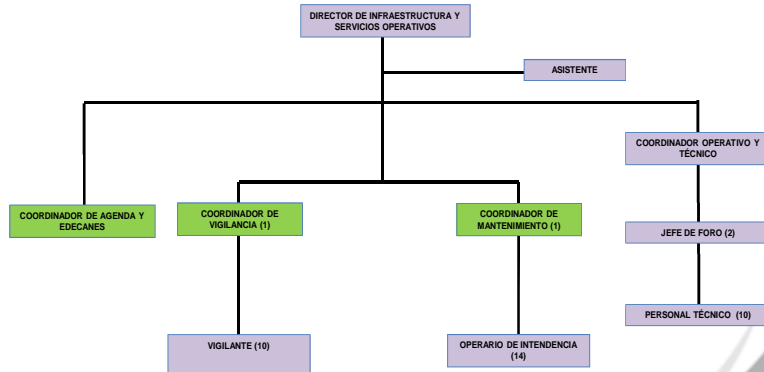 DIRECTOR DE INFRAESTRUCTURA Y
SERVICIOS OPERATIVOS
ASISTENTE
COORDINADOR OPERATIVO Y
TÉCNICO
COORDINADOR DE AGENDA Y
EDECANES
COORDINADOR DE
VIGILANCIA (1)
COORDINADOR DE
MANTENIMIENTO (1)
JEFE DE FORO (2)
PERSONAL TÉCNICO (10)
VIGILANTE (10)
OPERARIO DE INTENDENCIA
(14)